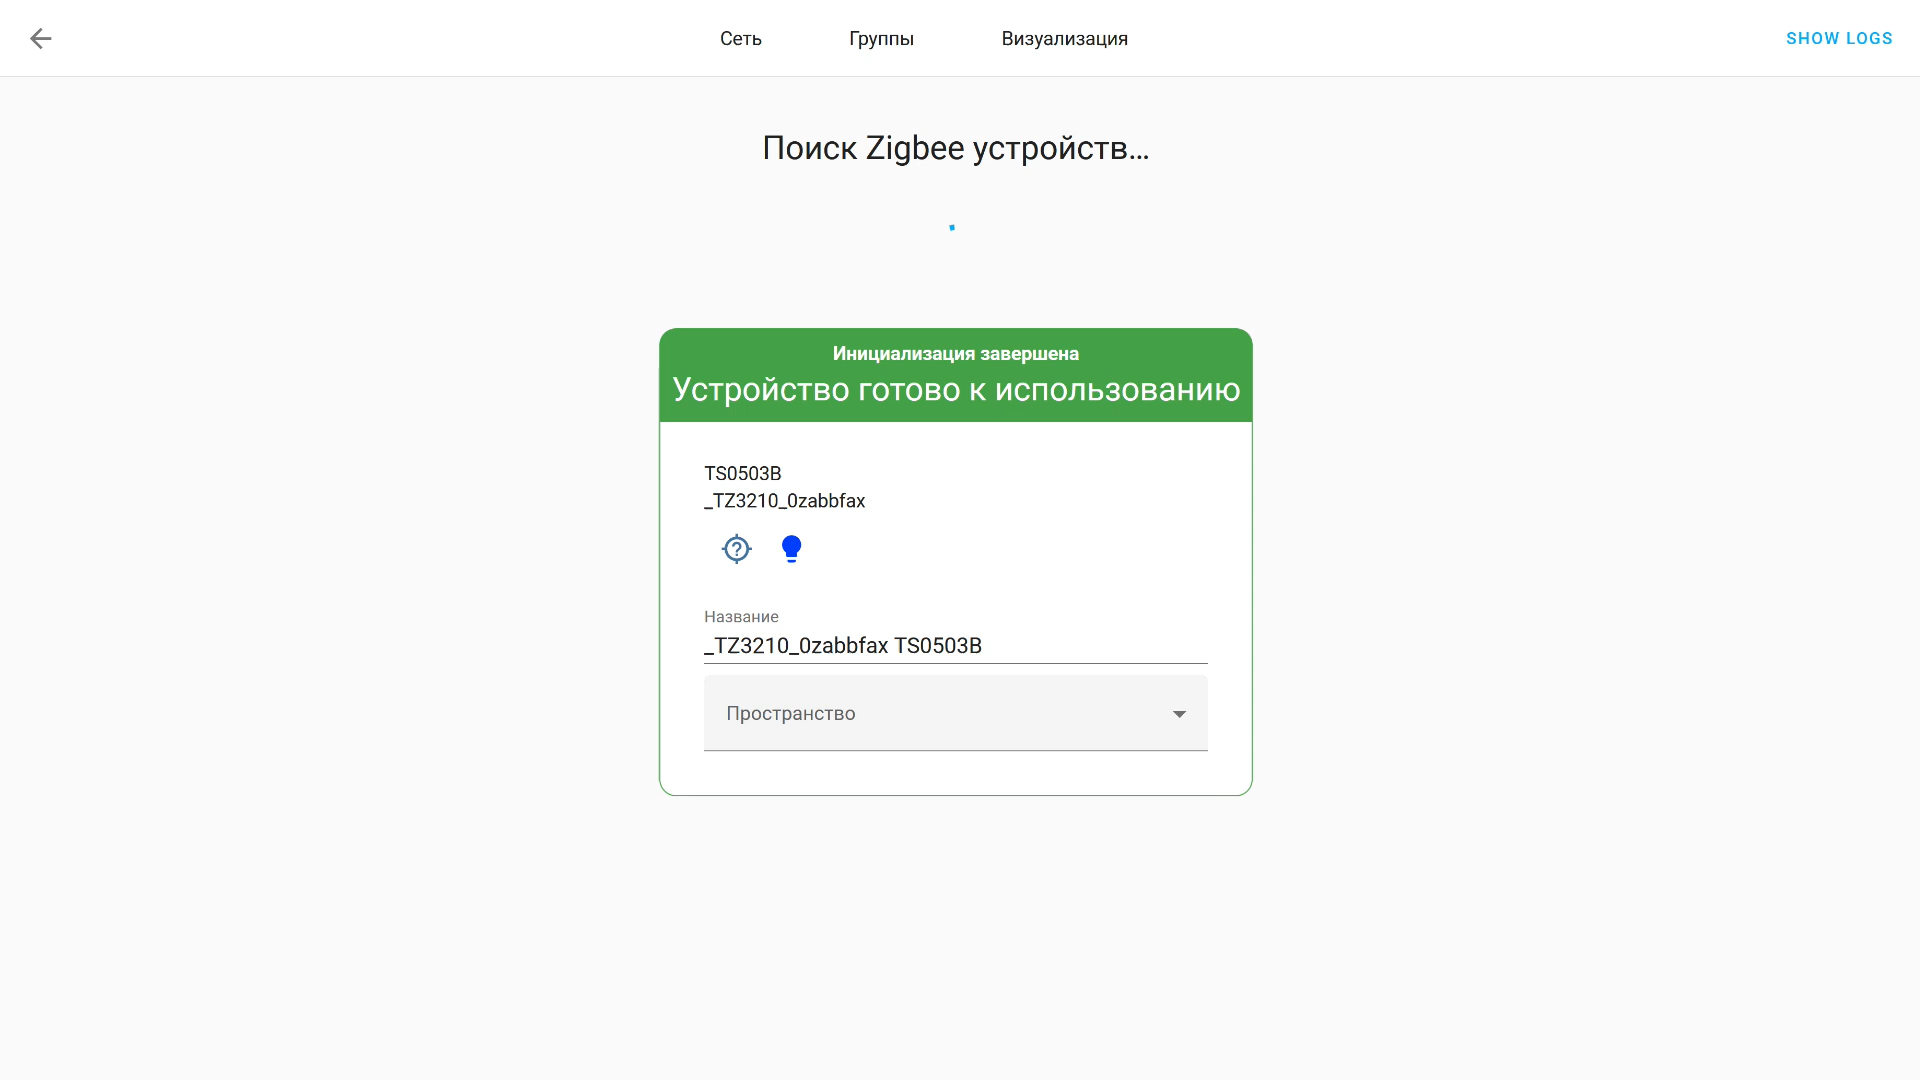 Сеть
Группы
Визуализация
SHOW LOGS
Поиск Zigbee устройств...
Инициализация завершена
Устройство готово к использованию
TS0503B
_TZ3210_0zabbfax
Название
_TZ3210_0zabbfax TS0503B
Пространство